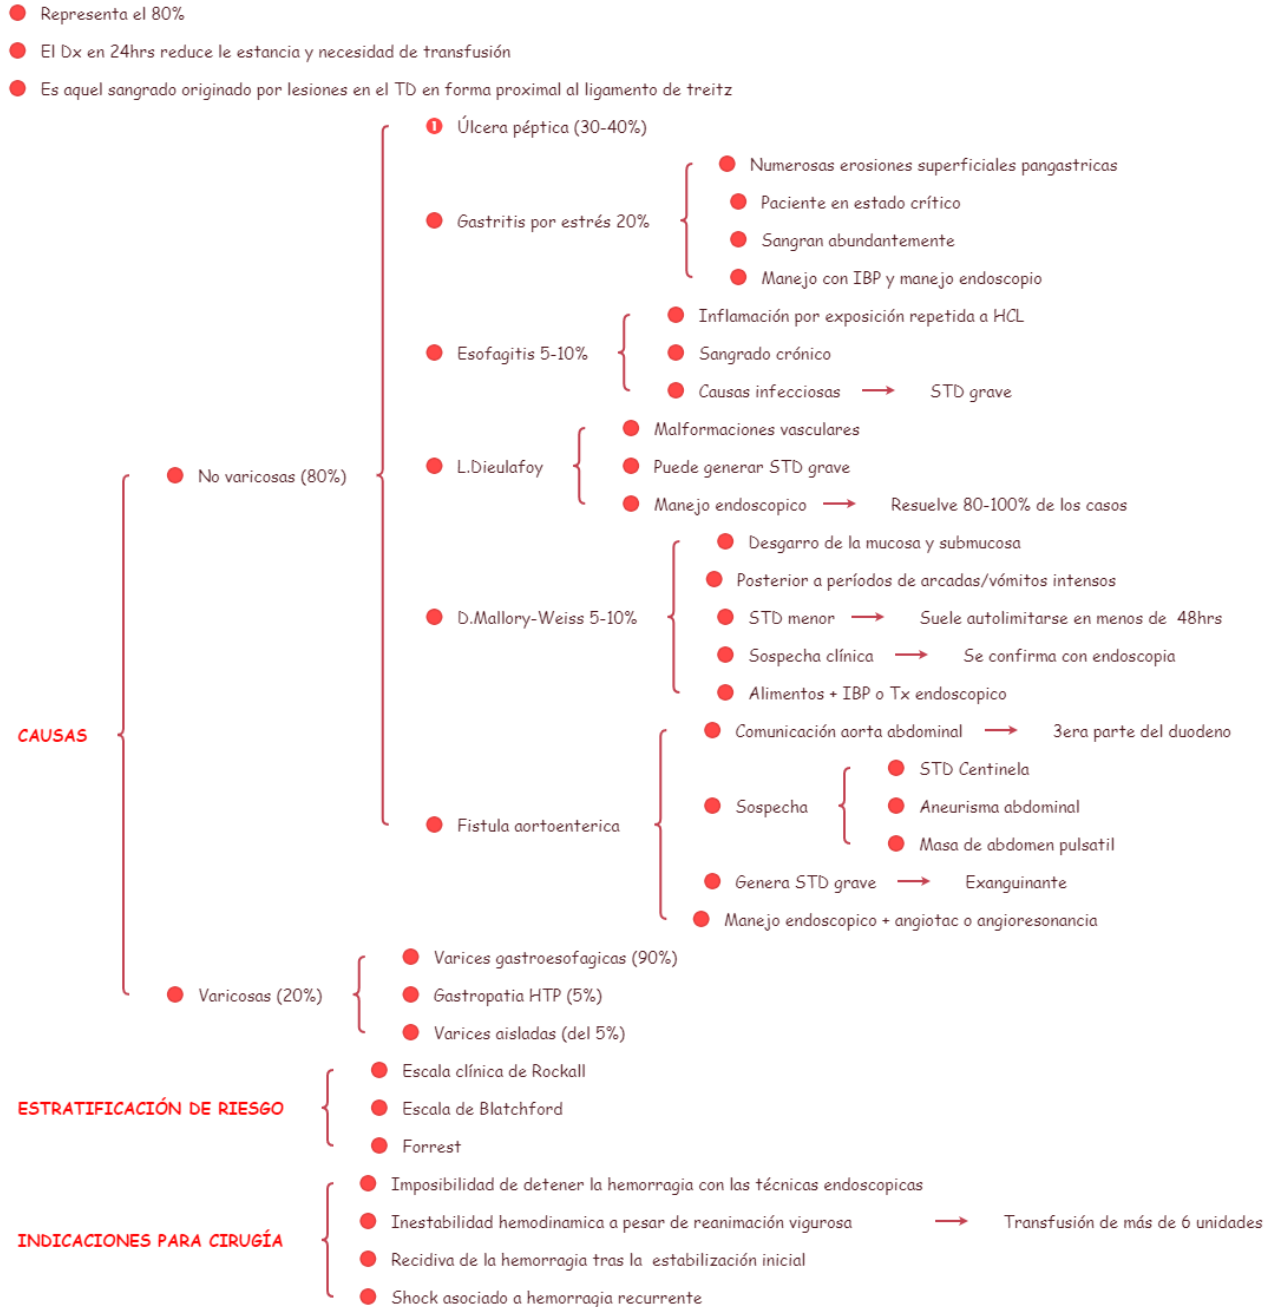 Representa el 80%
El Dx en 24hrs reduce le estancia y necesidad de transfusión
Es aquel sangrado originado por lesiones en el TD en forma proximal al ligamento de treitz
CAUSAS
No varicosas (80%)
1 Úlcera péptica (30-40%)
Gastritis por estrés 20%
Numerosas erosiones superficiales pangastricas
Paciente en estado crítico
Sangran abundantemente
Manejo con IBP y manejo endoscopio
Esofagitis 5-10%
Inflamación por exposición repetida a HCL
Sangrado crónico
Causas infecciosas → STD grave
L.Dieulafoy
Malformaciones vasculares
Puede generar STD grave
Manejo endoscopico → Resuelve 80-100% de los casos
D.Mallory-Weiss 5-10%
Desgarro de la mucosa y submucosa
Posterior a períodos de arcadas/vómitos intensos
STD menor → Suele autolimitarse en menos de 48hrs
Sospecha clínica → Se confirma con endoscopia
Alimentos + IBP o Tx endoscopico
Fistula aortoenterica
Comunicación aorta abdominal → 3era parte del duodeno
Sospecha
STD Centinela
Aneurisma abdominal
Masa de abdomen pulsatil
Genera STD grave → Exanguinante
Manejo endoscopico + angiotac o angioresonancia
Varicosas (20%)
Varices gastroesofagicas (90%)
Gastropatia HTP (5%)
Varices aisladas (del 5%)
ESTRATIFICACIÓN DE RIESGO
Escala clínica de Rockall
Escala de Blatchford
Forrest
INDICACIONES PARA CIRUGÍA
Imposibilidad de detener la hemorragia con las técnicas endoscopicas
Inestabilidad hemodinamica a pesar de reanimación vigurosa → Transfusión de más de 6 unidades
Recidiva de la hemorragia tras la estabilización inicial
Shock asociado a hemorragia recurrente